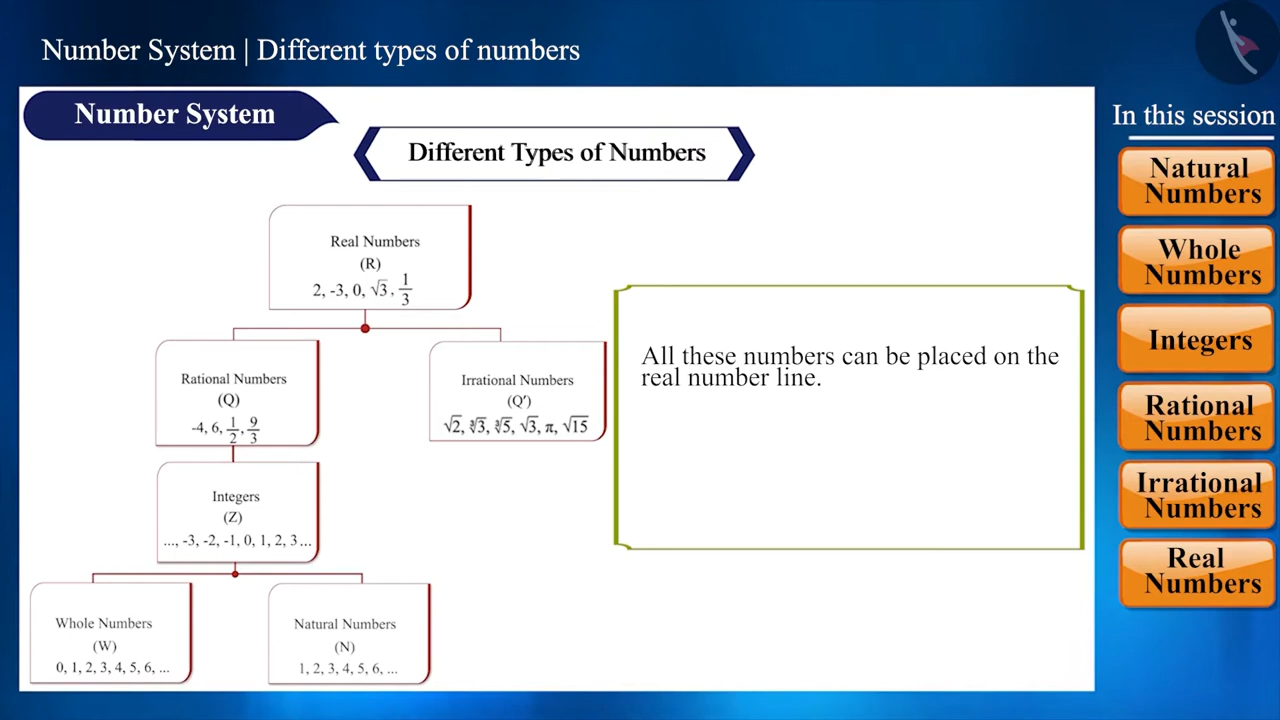 Number System | Different types of numbers
Number System
Different Types of Numbers
Real Numbers
(R)
2, -3, 0, √3, 1/3
Rational Numbers
(Q)
-4, 6, 1/2, 9/3
Irrational Numbers
(Q′)
√2, ∛3, ∛5, √3, π, √15
Integers
(Z)
..., -3, -2, -1, 0, 1, 2, 3...
Whole Numbers
(W)
0, 1, 2, 3, 4, 5, 6, ...
Natural Numbers
(N)
1, 2, 3, 4, 5, 6, ...
All these numbers can be placed on the
real number line.
In this session
Natural
Numbers
Whole
Numbers
Integers
Rational
Numbers
Irrational
Numbers
Real
Numbers